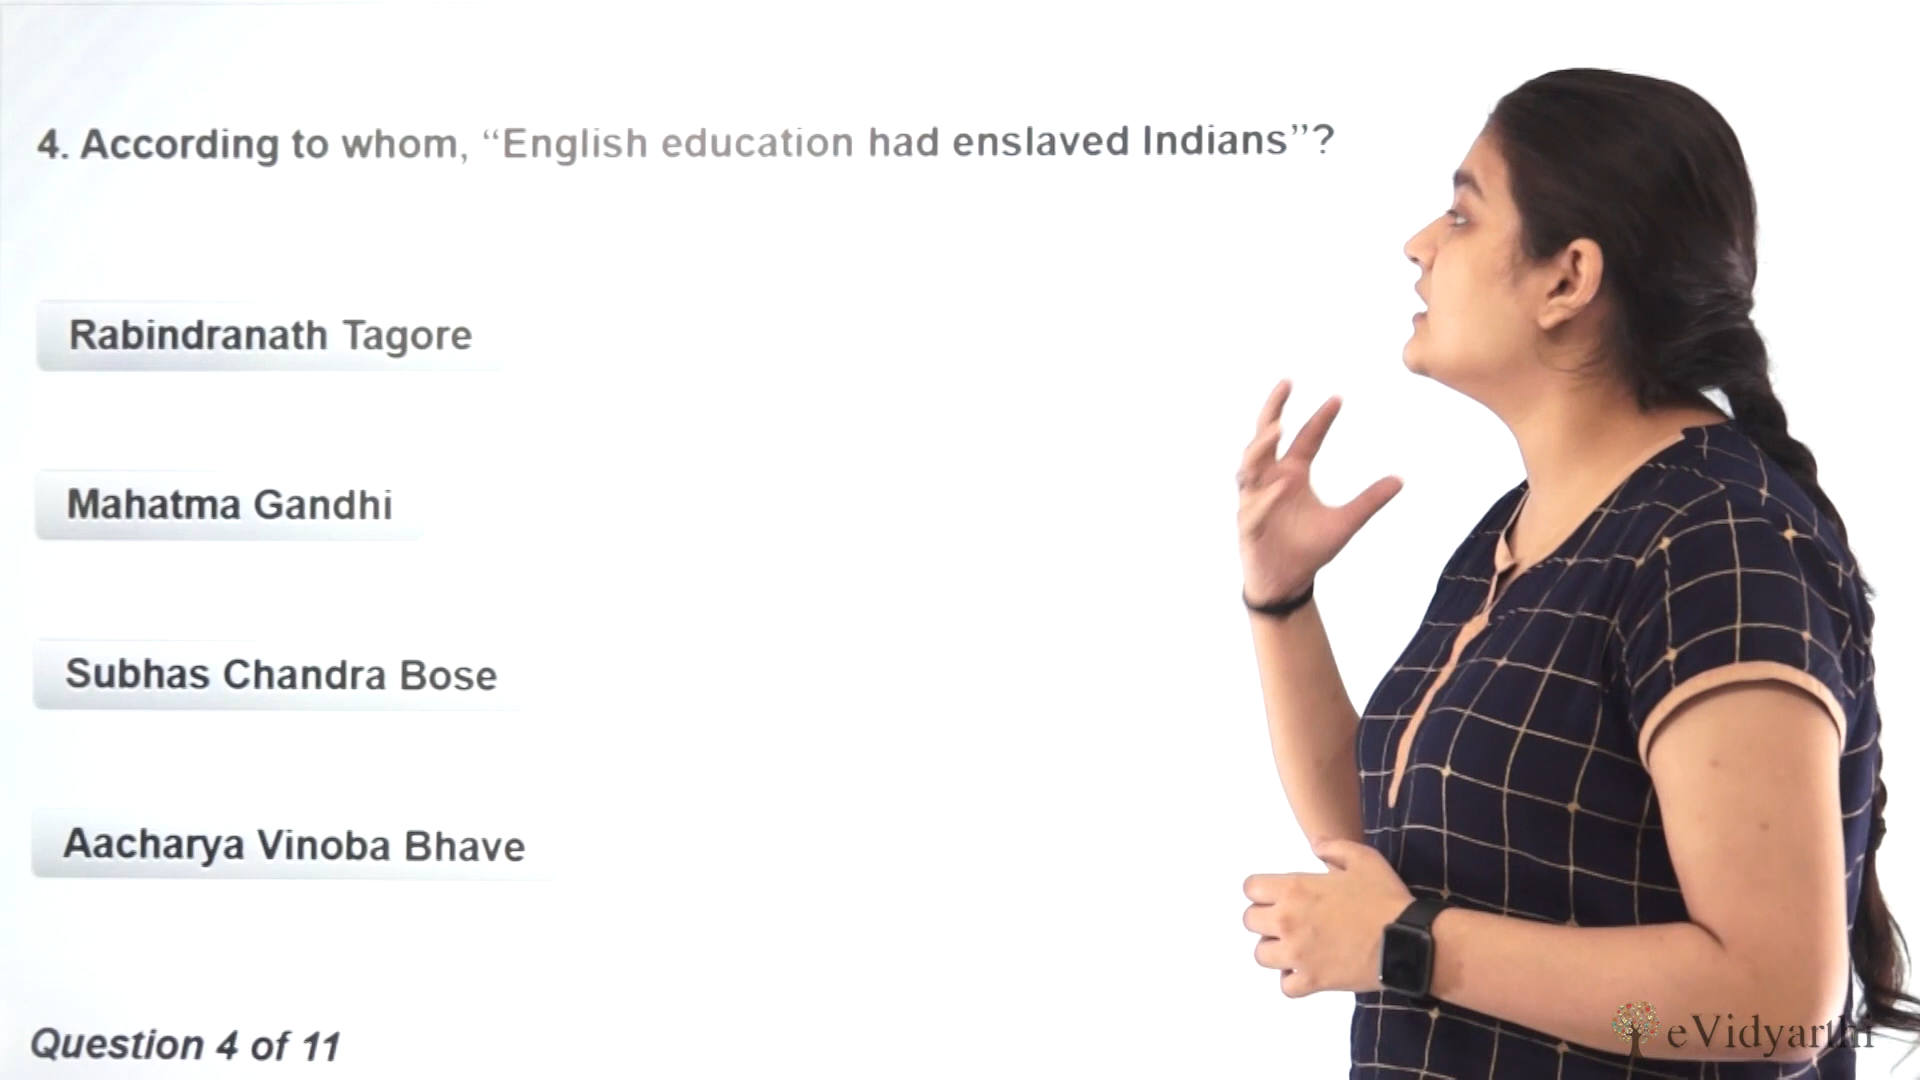 4. According to whom, “English education had enslaved Indians”?
Rabindranath Tagore
Mahatma Gandhi
Subhas Chandra Bose
Aacharya Vinoba Bhave
Question 4 of 11
eVidyarthi